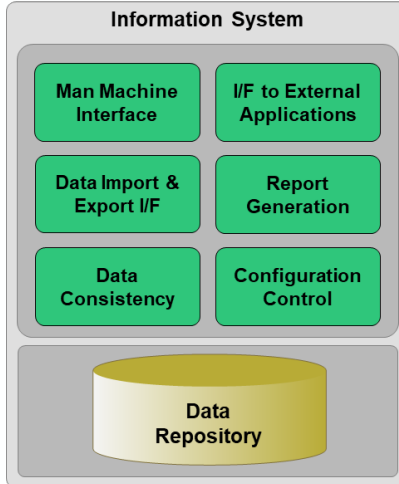 Information System
Man Machine
Interface
I/F to External
Applications
Data Import &
Export I/F
Report
Generation
Data
Consistency
Configuration
Control
Data
Repository